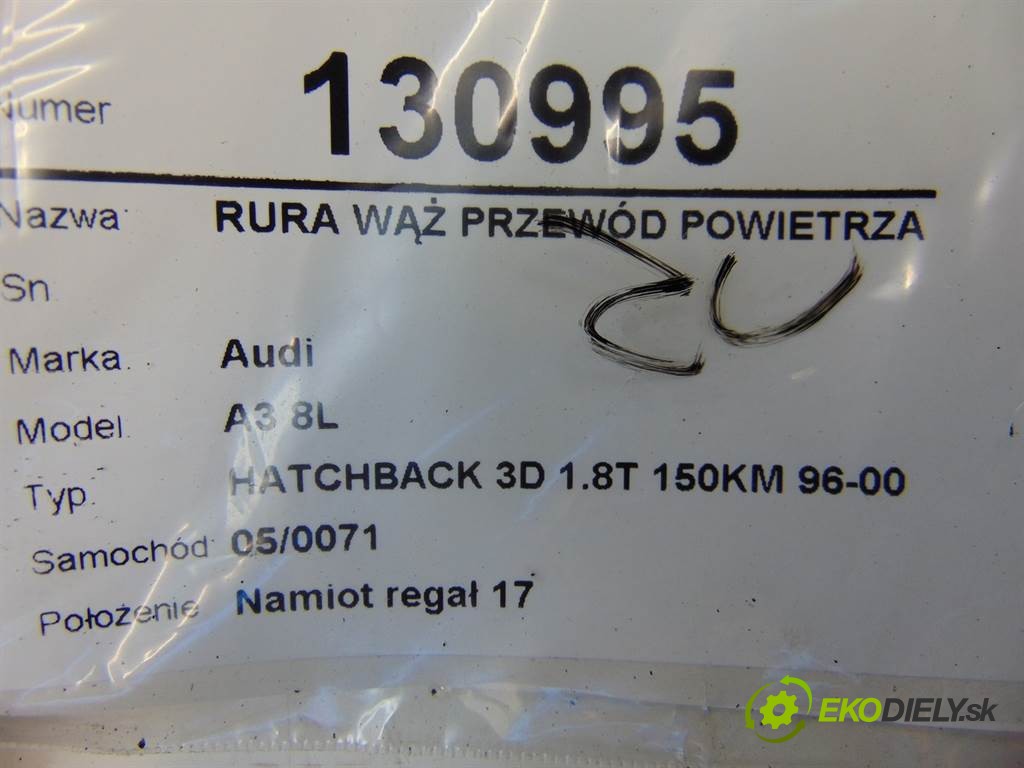 Numer 130995
Nazwa: RURA WĄŻ PRZEWÓD POWIETRZA
Sn.
Marka. Audi
Model. A3 8L
Typ. HATCHBACK 3D 1.8T 150KM 96-00
Samochód: 05/0071
Położenie Namiot regał 17
EKODIELY.sk